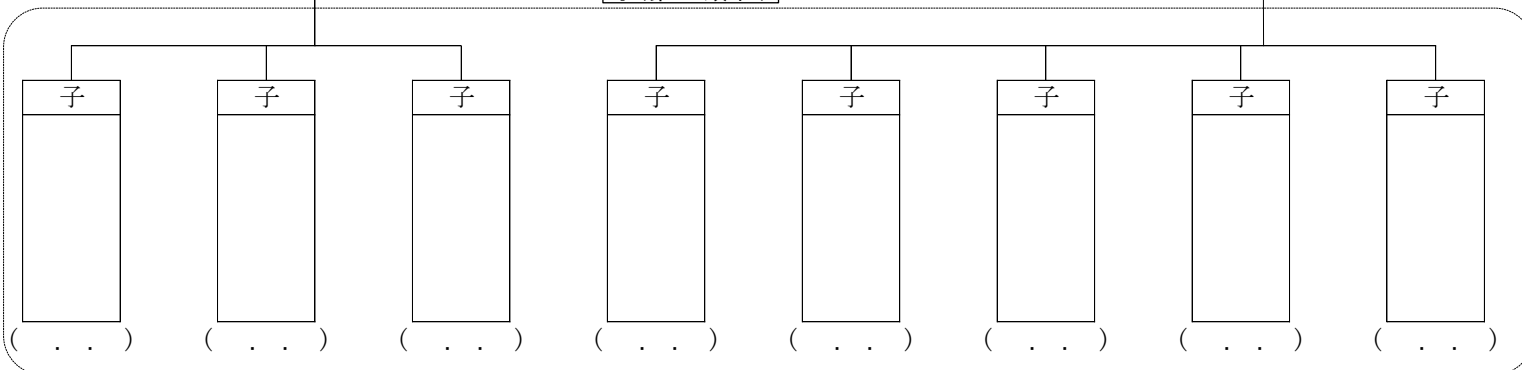 子 子 子 子 子 子 子 子
( . . ) ( . . ) ( . . ) ( . . ) ( . . ) ( . . ) ( . . ) ( . . )